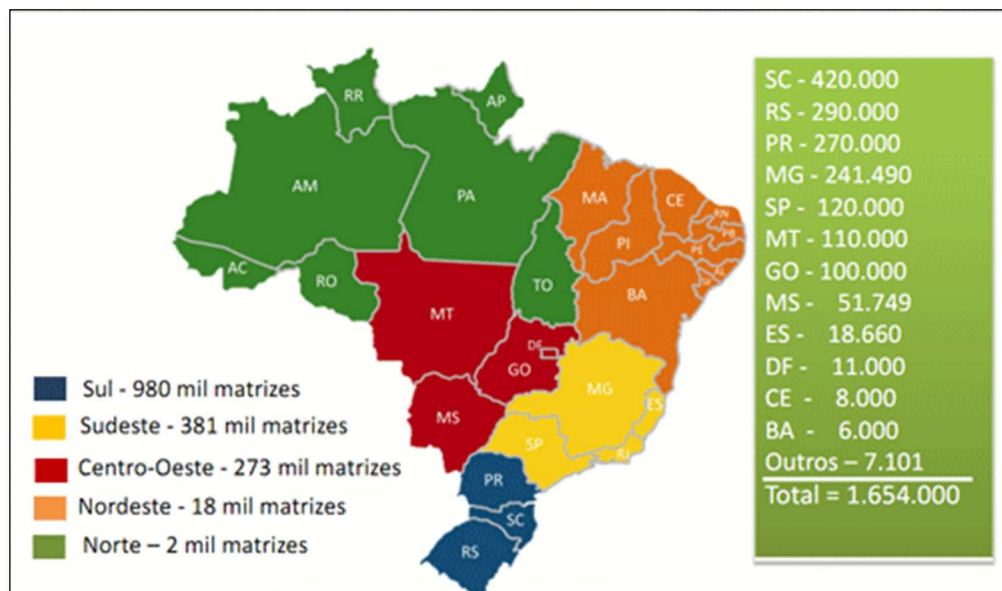 RR
AP
AM
PA
MA
CE
RN
PB
PI
PE
AC
AL
RO
TO
SE
BA
MT
DF
GO
MG
MS
ES
SP
RJ
PR
SC
RS
Sul - 980 mil matrizes
Sudeste - 381 mil matrizes
Centro-Oeste - 273 mil matrizes
Nordeste - 18 mil matrizes
Norte – 2 mil matrizes
SC - 420.000
RS - 290.000
PR - 270.000
MG - 241.490
SP - 120.000
MT - 110.000
GO - 100.000
MS - 51.749
ES - 18.660
DF - 11.000
CE - 8.000
BA - 6.000
Outros – 7.101
Total = 1.654.000